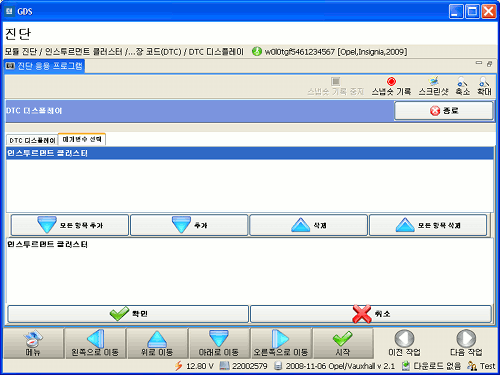 GDS
진단
모듈 진단 / 인스투르먼트 클러스터 /...장 코드(DTC) / DTC 디스플레이 w0l0tgf5461234567 [Opel,Insignia,2009]
진단 응용 프로그램
스냅숏 기록 중지 스냅숏 기록 스크린샷 축소 확대
DTC 디스플레이 종료
DTC 디스플레이 매개변수 선택
인스투르먼트 클러스터
모든 항목 추가 추가 삭제 모든 항목 삭제
인스투르먼트 클러스터
확인 취소
메뉴 왼쪽으로 이동 위로 이동 아래로 이동 오른쪽으로 이동 시작 이전 작업 다음 작업
12.80 V 22002579 2008-11-06 Opel/Vauxhall v 2.1 다운로드 없음 Test